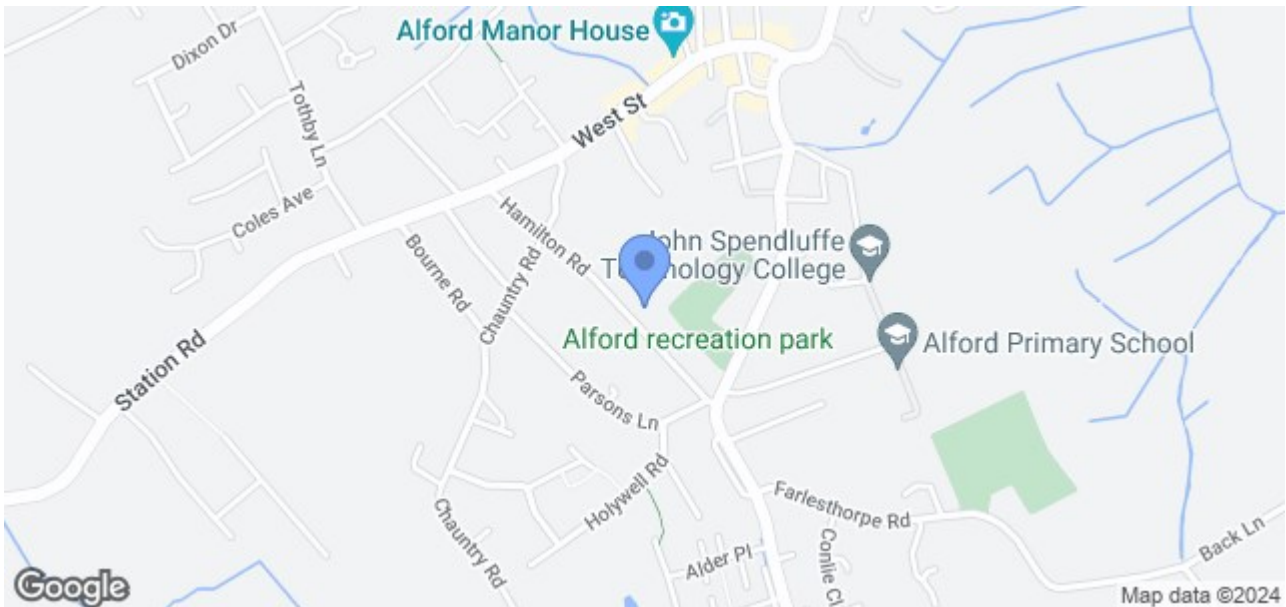 Alford Manor House
Dixon Dr
Tothby Ln
West St
Coles Ave
Hamilton Rd
Bourne Rd
Chauntry Rd
John Spendluffe
Technology College
Station Rd
Alford recreation park
Alford Primary School
Parsons Ln
Holywell Rd
Farlesthorpe Rd
Chauntry Rd
Conlie Cl
Back Ln
Alder Pl
Google
Map data ©2024